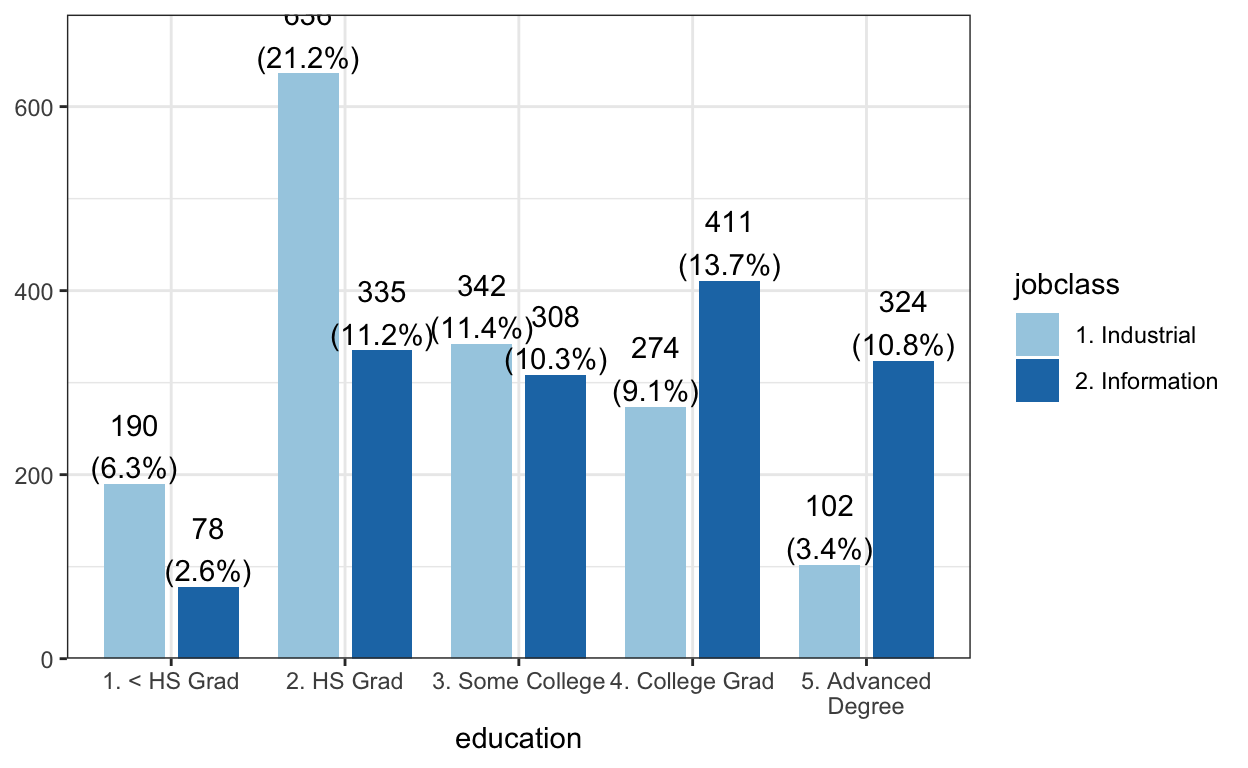 636
(21.2%)
600
411
(13.7%)
400
335
(11.2%)
342
(11.4%)
308
(10.3%)
274
(9.1%)
324
(10.8%)
190
(6.3%)
200
78
(2.6%)
102
(3.4%)
0
1. < HS Grad
2. HS Grad
3. Some College
4. College Grad
5. Advanced
Degree
education
jobclass
1. Industrial
2. Information